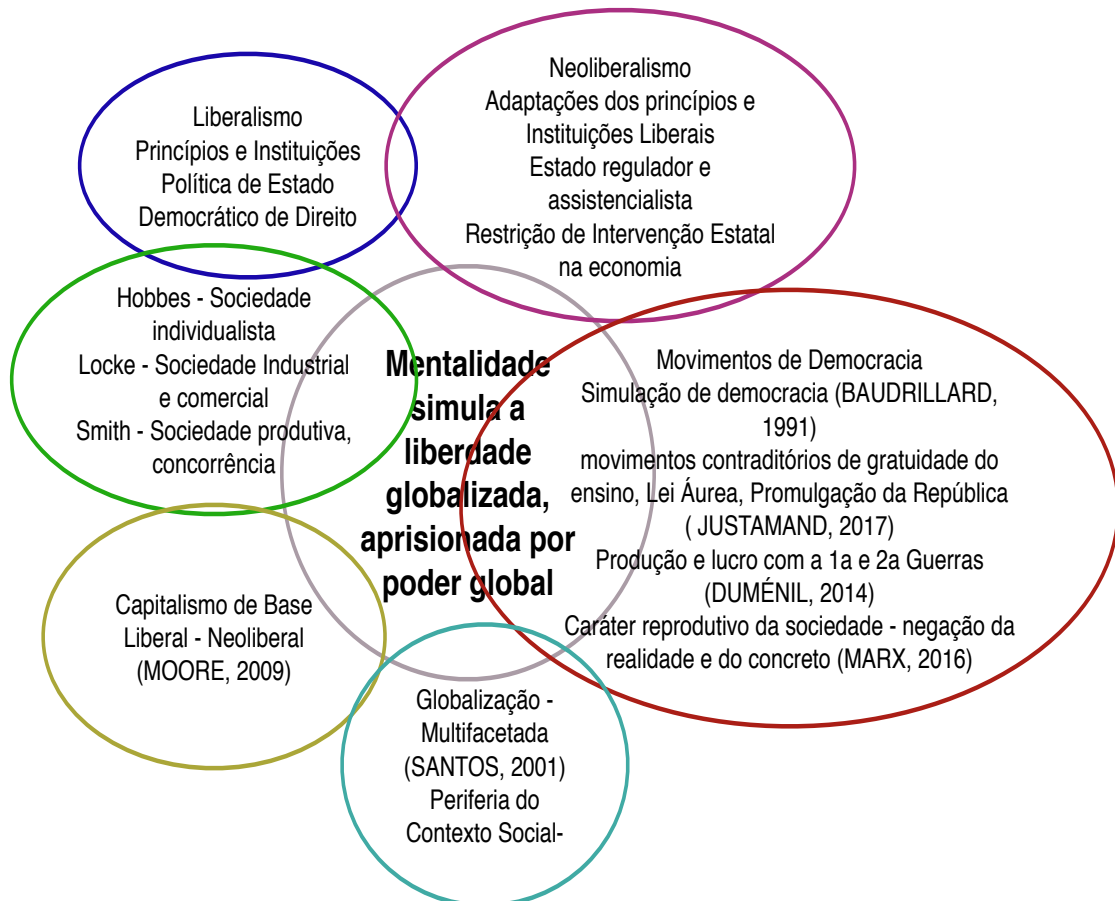 Liberalismo
Princípios e Instituições
Política de Estado
Democrático de Direito
Neoliberalismo
Adaptações dos princípios e
Instituições Liberais
Estado regulador e
assistencialista
Restrição de Intervenção Estatal
na economia
Hobbes - Sociedade
individualista
Locke - Sociedade Industrial
e comercial
Smith - Sociedade produtiva,
concorrência
Mentalidade
simula a
liberdade
globalizada,
aprisionada por
poder global
Movimentos de Democracia
Simulação de democracia (BAUDRILLARD,
1991)
movimentos contraditórios de gratuidade do
ensino, Lei Áurea, Promulgação da República
( JUSTAMAND, 2017)
Produção e lucro com a 1a e 2a Guerras
(DUMÉNIL, 2014)
Caráter reprodutivo da sociedade - negação da
realidade e do concreto (MARX, 2016)
Capitalismo de Base
Liberal - Neoliberal
(MOORE, 2009)
Globalização -
Multifacetada
(SANTOS, 2001)
Periferia do
Contexto Social-